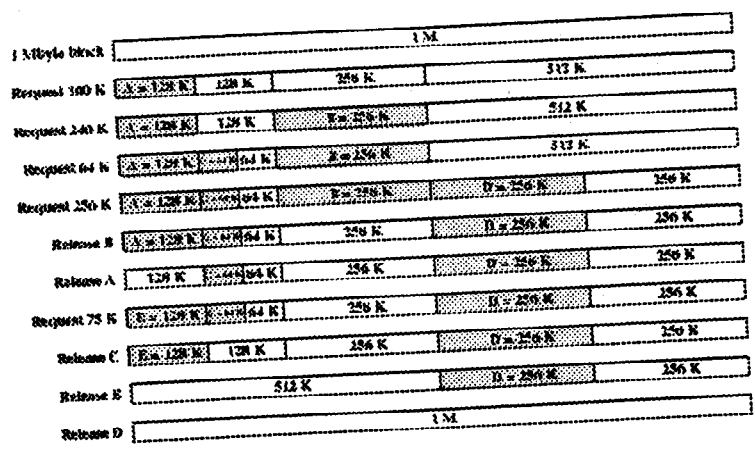 1 Mbyte block 1 M
Request 100 K A = 128 K 128 K 256 K 512 K
Request 240 K A = 128 K 128 K B = 256 K 512 K
Request 64 K A = 128 K 64 K B = 256 K 512 K
Request 256 K A = 128 K 64 K B = 256 K D = 256 K 256 K
Release B A = 128 K 64 K 256 K D = 256 K 256 K
Release A 128 K 64 K 256 K D = 256 K 256 K
Request 75 K E = 128 K 64 K 256 K D = 256 K 256 K
Release C E = 128 K 128 K 256 K D = 256 K 256 K
Release E 512 K D = 256 K 256 K
Release D 1 M